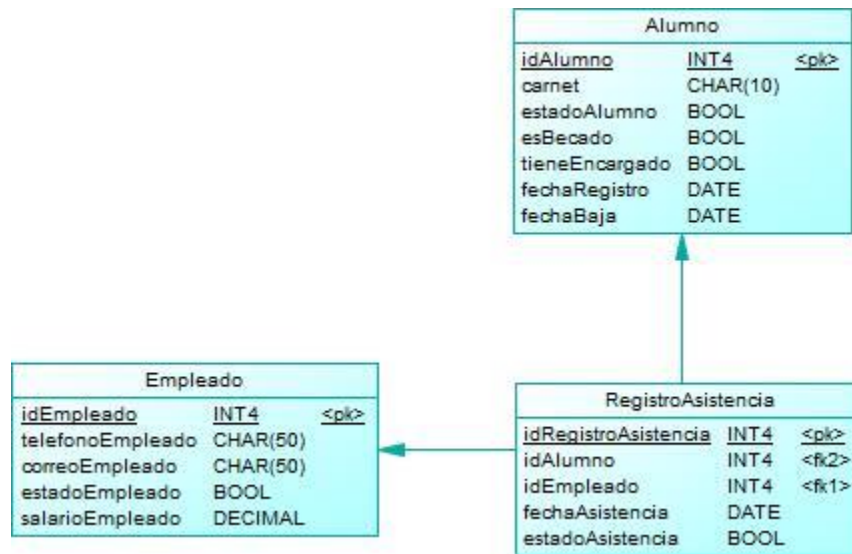 Alumno
idAlumno INT4 <pk>
carnet CHAR(10)
estadoAlumno BOOL
esBecado BOOL
tieneEncargado BOOL
fechaRegistro DATE
fechaBaja DATE
Empleado
idEmpleado INT4 <pk>
telefonoEmpleado CHAR(50)
correoEmpleado CHAR(50)
estadoEmpleado BOOL
salarioEmpleado DECIMAL
RegistroAsistencia
idRegistroAsistencia INT4 <pk>
idAlumno INT4 <fk2>
idEmpleado INT4 <fk1>
fechaAsistencia DATE
estadoAsistencia BOOL